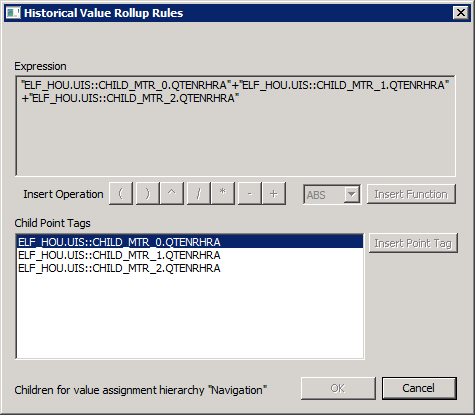 Historical Value Rollup Rules
Expression
"ELF_HOU.UIS::CHILD_MTR_0.QTENRHRA"+"ELF_HOU.UIS::CHILD_MTR_1.QTENRHRA"
+"ELF_HOU.UIS::CHILD_MTR_2.QTENRHRA"
Insert Operation ( ) ^ / * - + ABS Insert Function
Child Point Tags
ELF_HOU.UIS::CHILD_MTR_0.QTENRHRA Insert Point Tag
ELF_HOU.UIS::CHILD_MTR_1.QTENRHRA
ELF_HOU.UIS::CHILD_MTR_2.QTENRHRA
Children for value assignment hierarchy "Navigation" OK Cancel